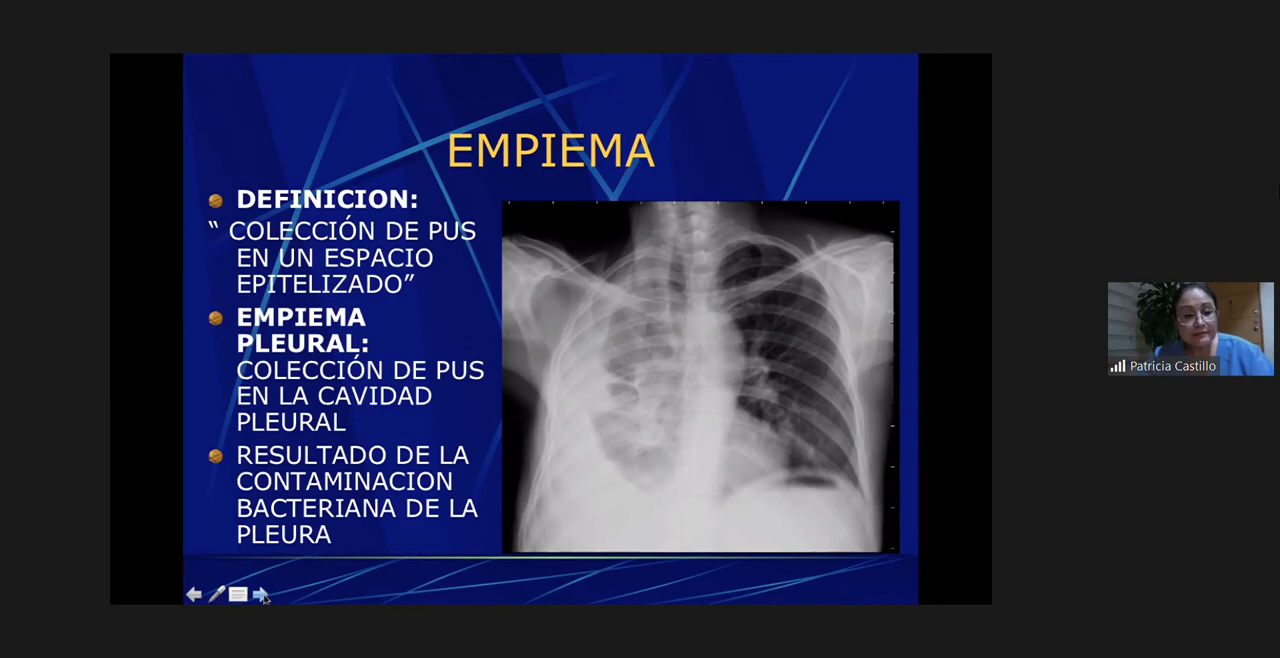 EMPIEMA
DEFINICION:
“ COLECCIÓN DE PUS
EN UN ESPACIO
EPITELIZADO”
EMPIEMA
PLEURAL:
COLECCIÓN DE PUS
EN LA CAVIDAD
PLEURAL
RESULTADO DE LA
CONTAMINACION
BACTERIANA DE LA
PLEURA
Patricia Castillo